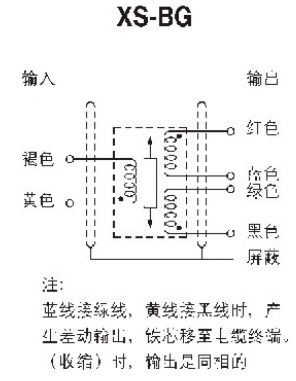 XS-BG
输入 输出
红色
褐色 蓝色
绿色
黄色
黑色
屏蔽
注:
蓝线接绿线，黄线接黑线时，产
生差动输出，铁芯移至电缆终端。
（收缩）时，输出是同相的